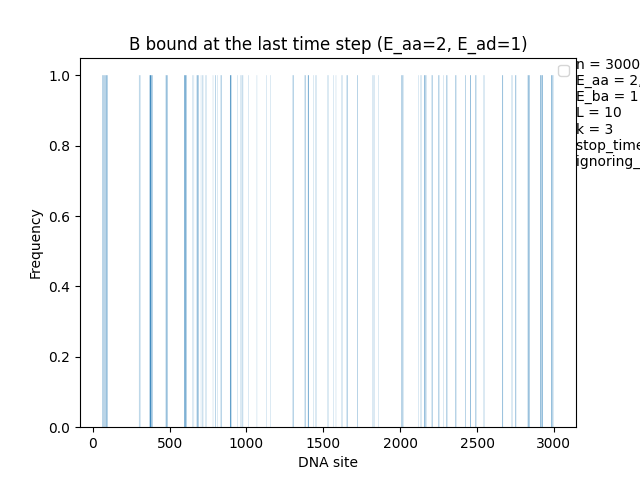 B bound at the last time step (E_aa=2, E_ad=1)
n = 3000
E_aa = 2,
E_ba = 1
L = 10
k = 3
stop_time
ignoring_
Frequency
1.0
0.8
0.6
0.4
0.2
0.0
0 500 1000 1500 2000 2500 3000
DNA site